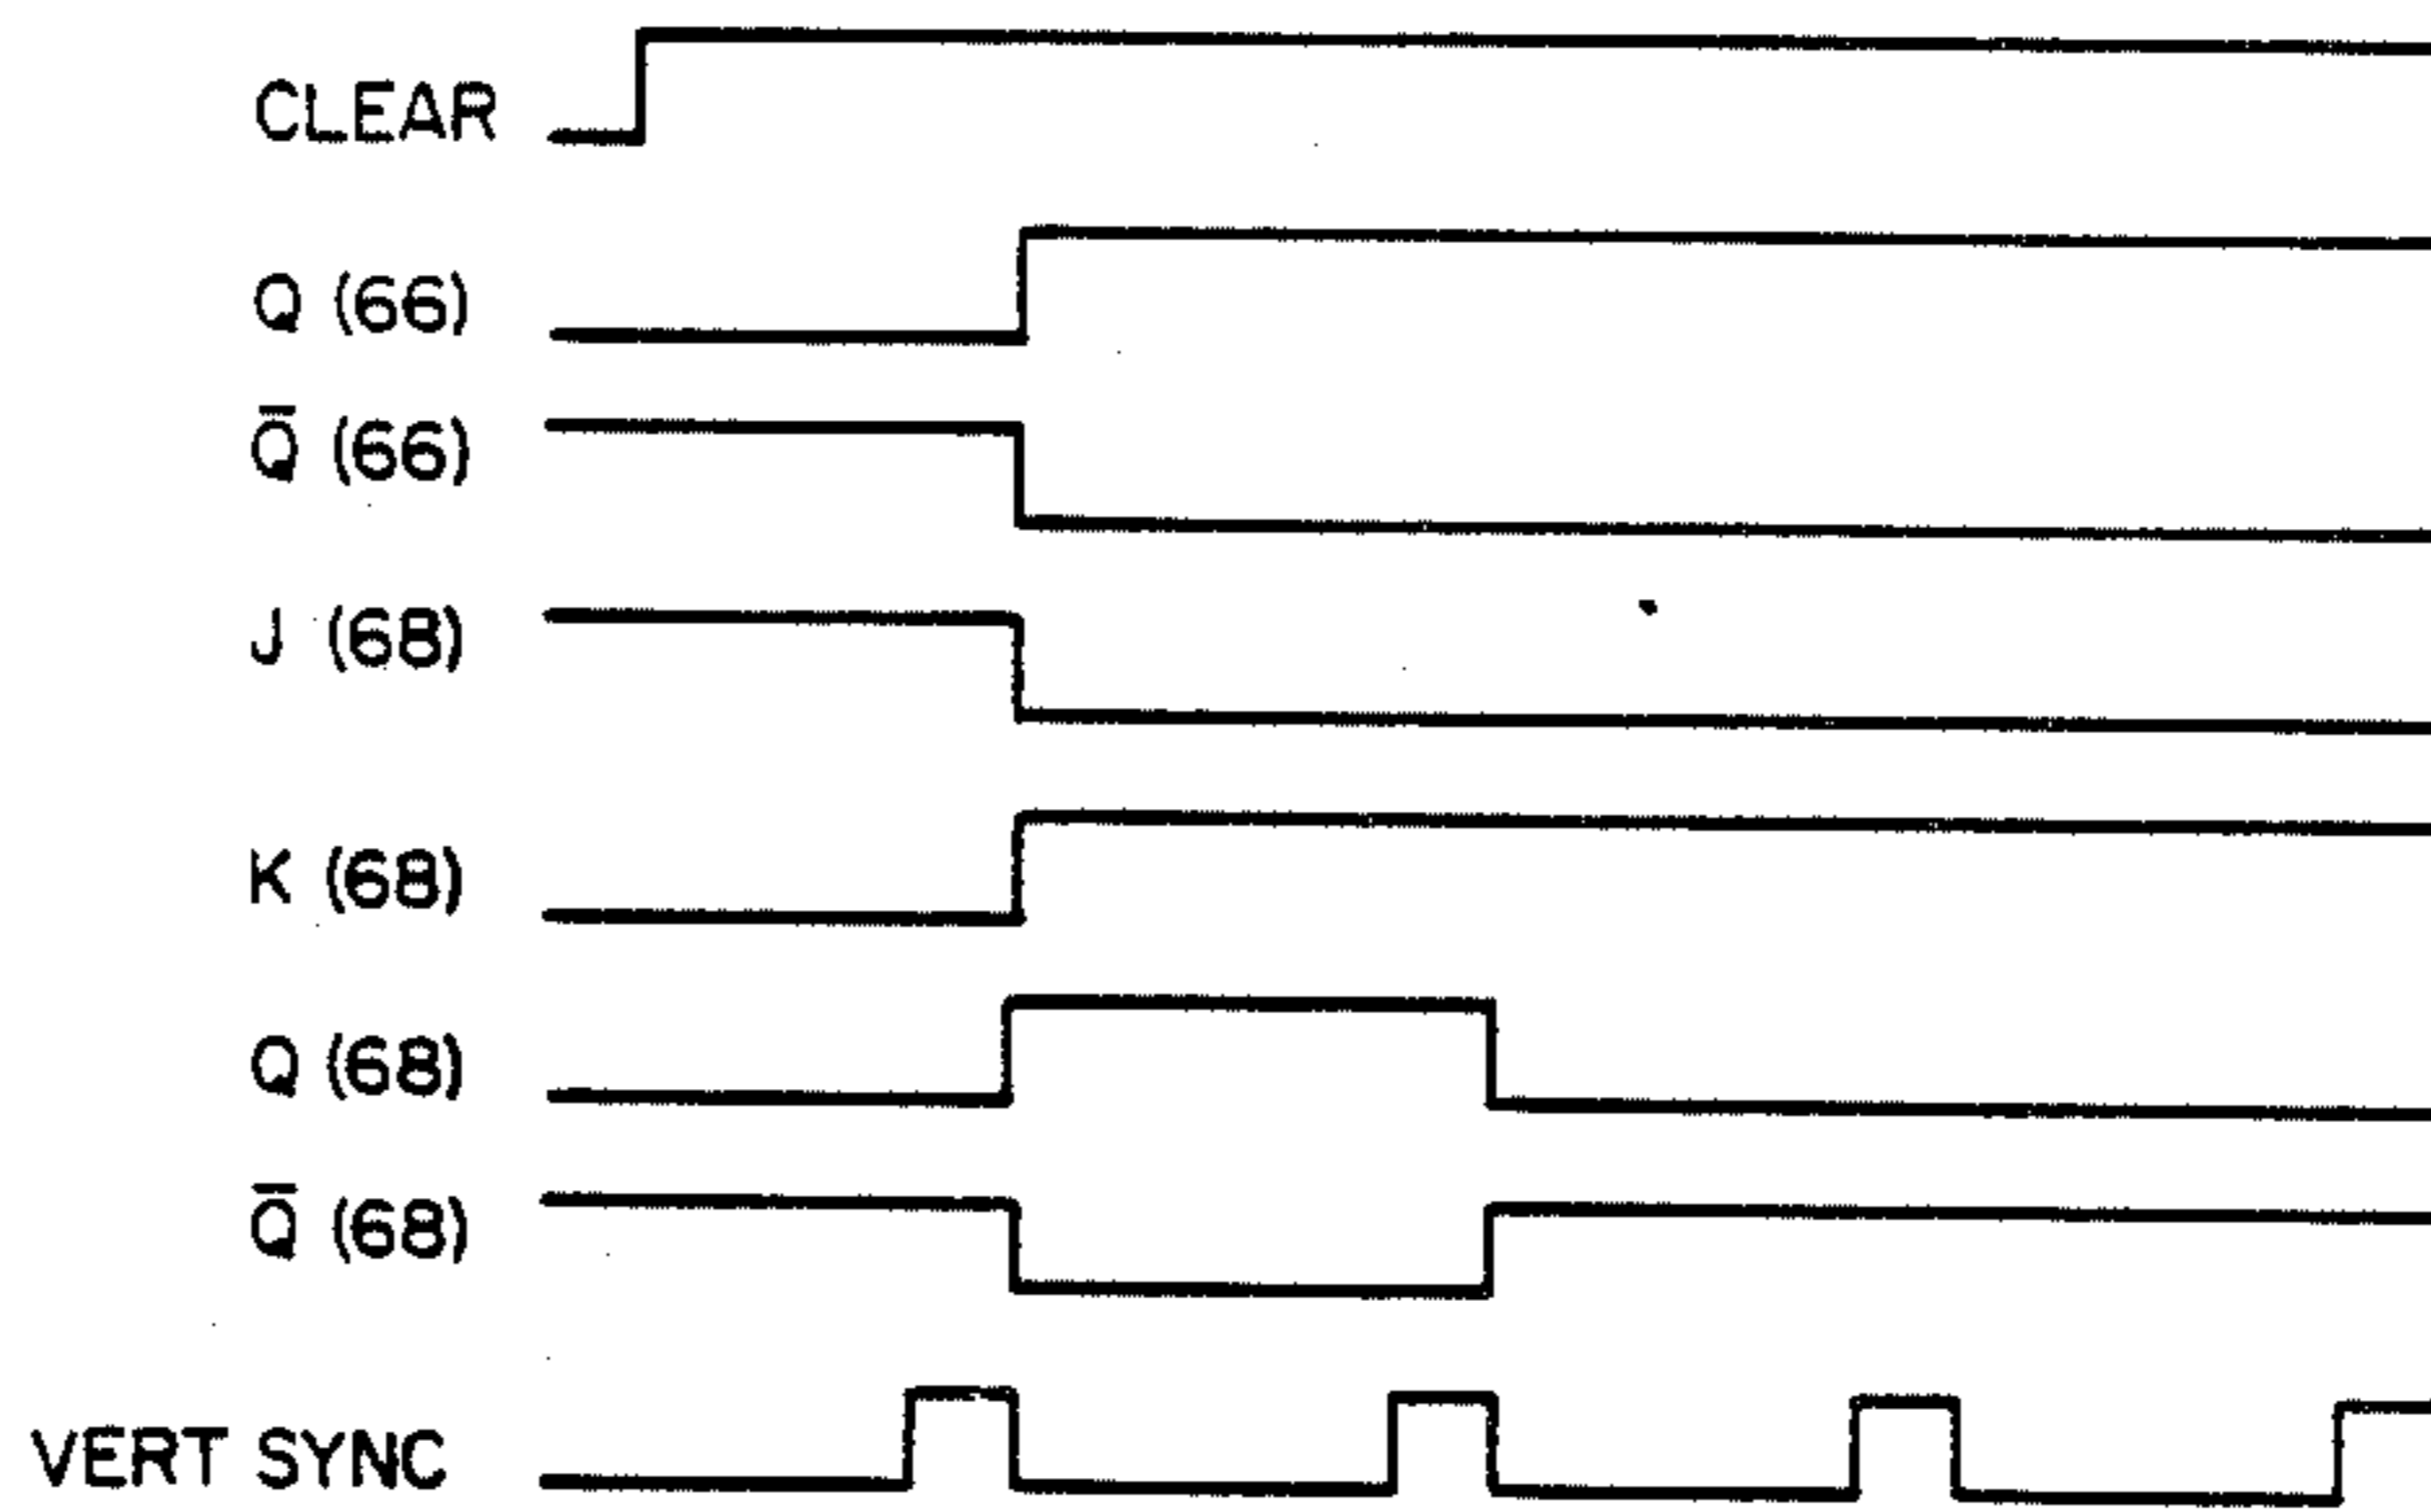 CLEAR
Q (66)
Q̅ (66)
J (68)
K (68)
Q (68)
Q̅ (68)
VERT SYNC